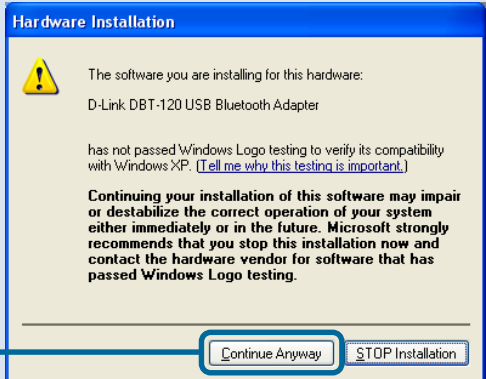 Hardware Installation
The software you are installing for this hardware:
D-Link DBT-120 USB Bluetooth Adapter
has not passed Windows Logo testing to verify its compatibility
with Windows XP. (Tell me why this testing is important.)
Continuing your installation of this software may impair
or destabilize the correct operation of your system
either immediately or in the future. Microsoft strongly
recommends that you stop this installation now and
contact the hardware vendor for software that has
passed Windows Logo testing.
Continue Anyway STOP Installation